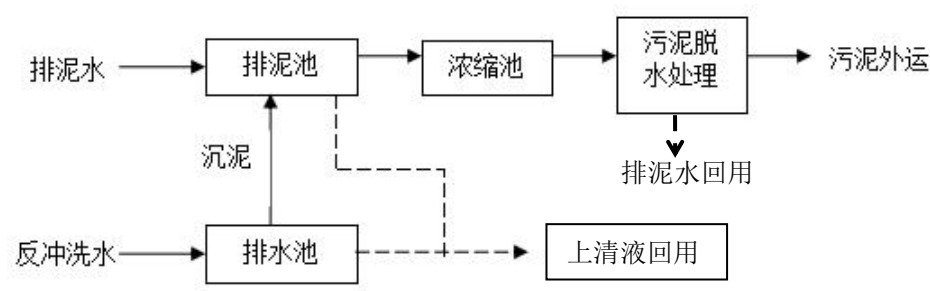 排泥水
排泥池
浓缩池
污泥脱
水处理
污泥外运
沉泥
排泥水回用
反冲洗水
排水池
上清液回用